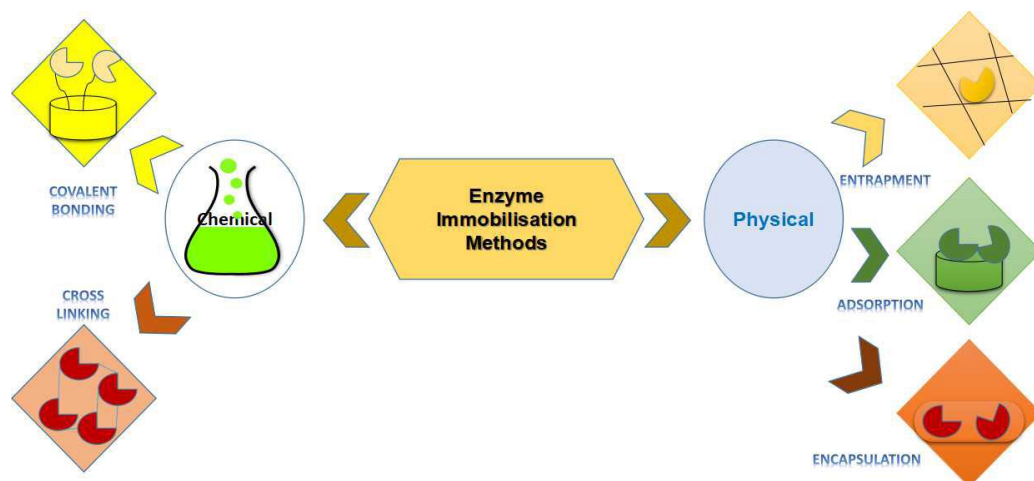 COVALENT
BONDING
CROSS
LINKING
Chemical
Enzyme
Immobilisation
Methods
Physical
ENTRAPMENT
ADSORPTION
ENCAPSULATION